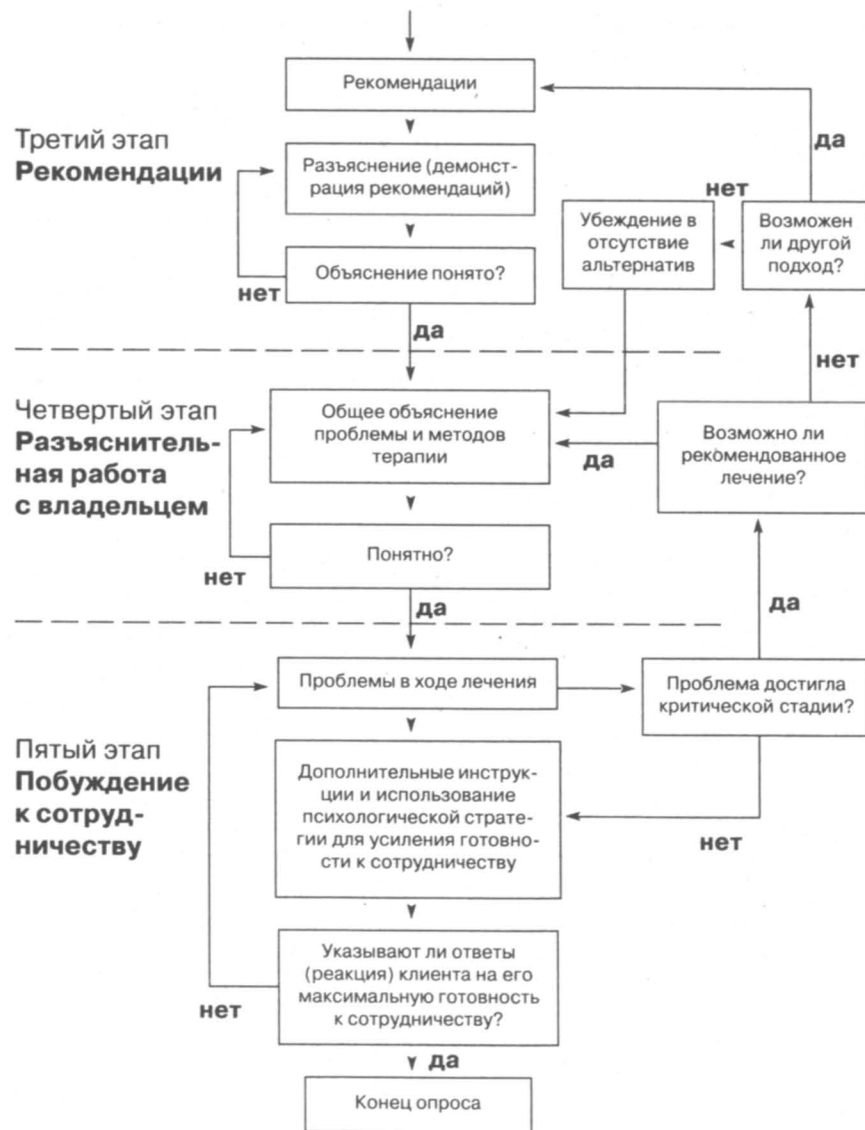 Рекомендации
Третий этап
Рекомендации
Разъяснение (демонст-
рация рекомендаций)
Объяснение понято?
нет
да
Убеждение в
отсутствие
альтернатив
нет
Возможен
ли другой
подход?
да
нет
Четвертый этап
Разъяснитель-
ная работа
с владельцем
Общее объяснение
проблемы и методов
терапии
да
Возможно ли
рекомендованное
лечение?
Понятно?
нет
да
да
Пятый этап
Побуждение
к сотруд-
ничеству
Проблемы в ходе лечения
Проблема достигла
критической стадии?
Дополнительные инструк-
ции и использование
психологической страте-
гии для усиления готовно-
сти к сотрудничеству
нет
Указывают ли ответы
(реакция) клиента на его
максимальную готовность
к сотрудничеству?
нет
да
Конец опроса